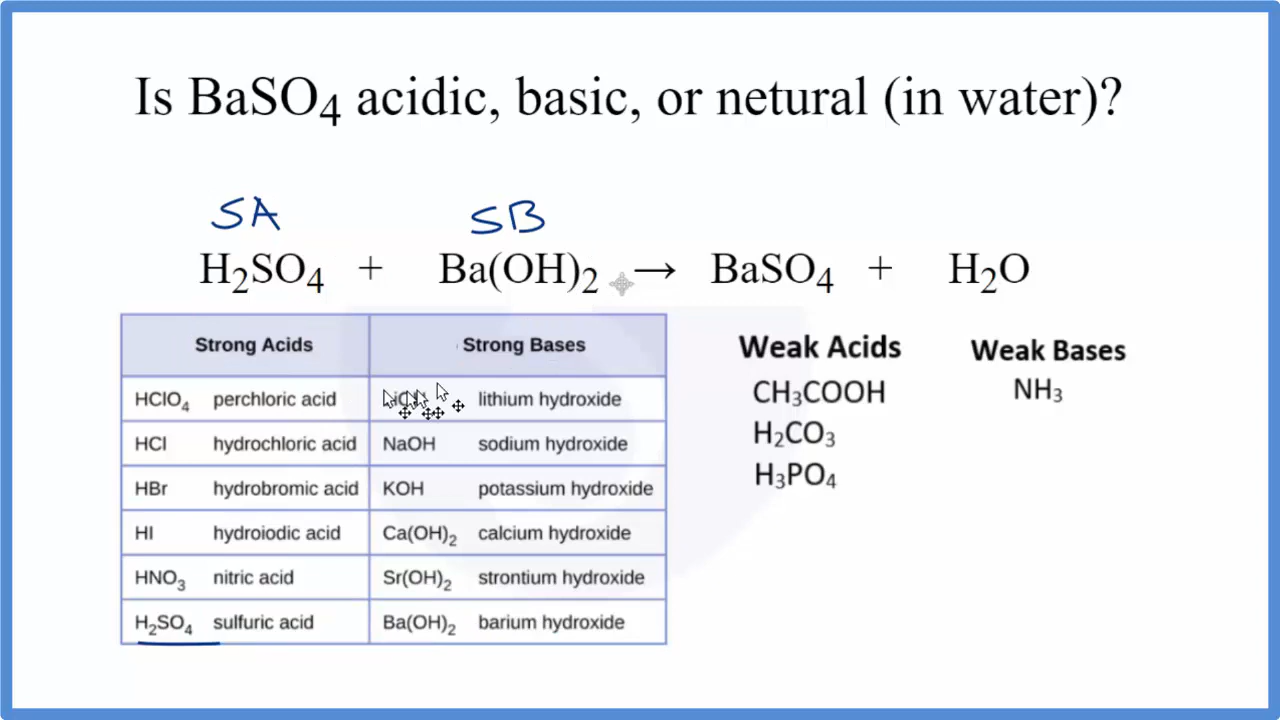 Is BaSO₄ acidic, basic, or netural (in water)?
SA SB
H₂SO₄ + Ba(OH)₂ → BaSO₄ + H₂O
Strong Acids Strong Bases
HClO₄ perchloric acid lithium hydroxide
HCl hydrochloric acid NaOH sodium hydroxide
HBr hydrobromic acid KOH potassium hydroxide
HI hydroiodic acid Ca(OH)₂ calcium hydroxide
HNO₃ nitric acid Sr(OH)₂ strontium hydroxide
H₂SO₄ sulfuric acid Ba(OH)₂ barium hydroxide
Weak Acids
CH₃COOH
H₂CO₃
H₃PO₄
Weak Bases
NH₃